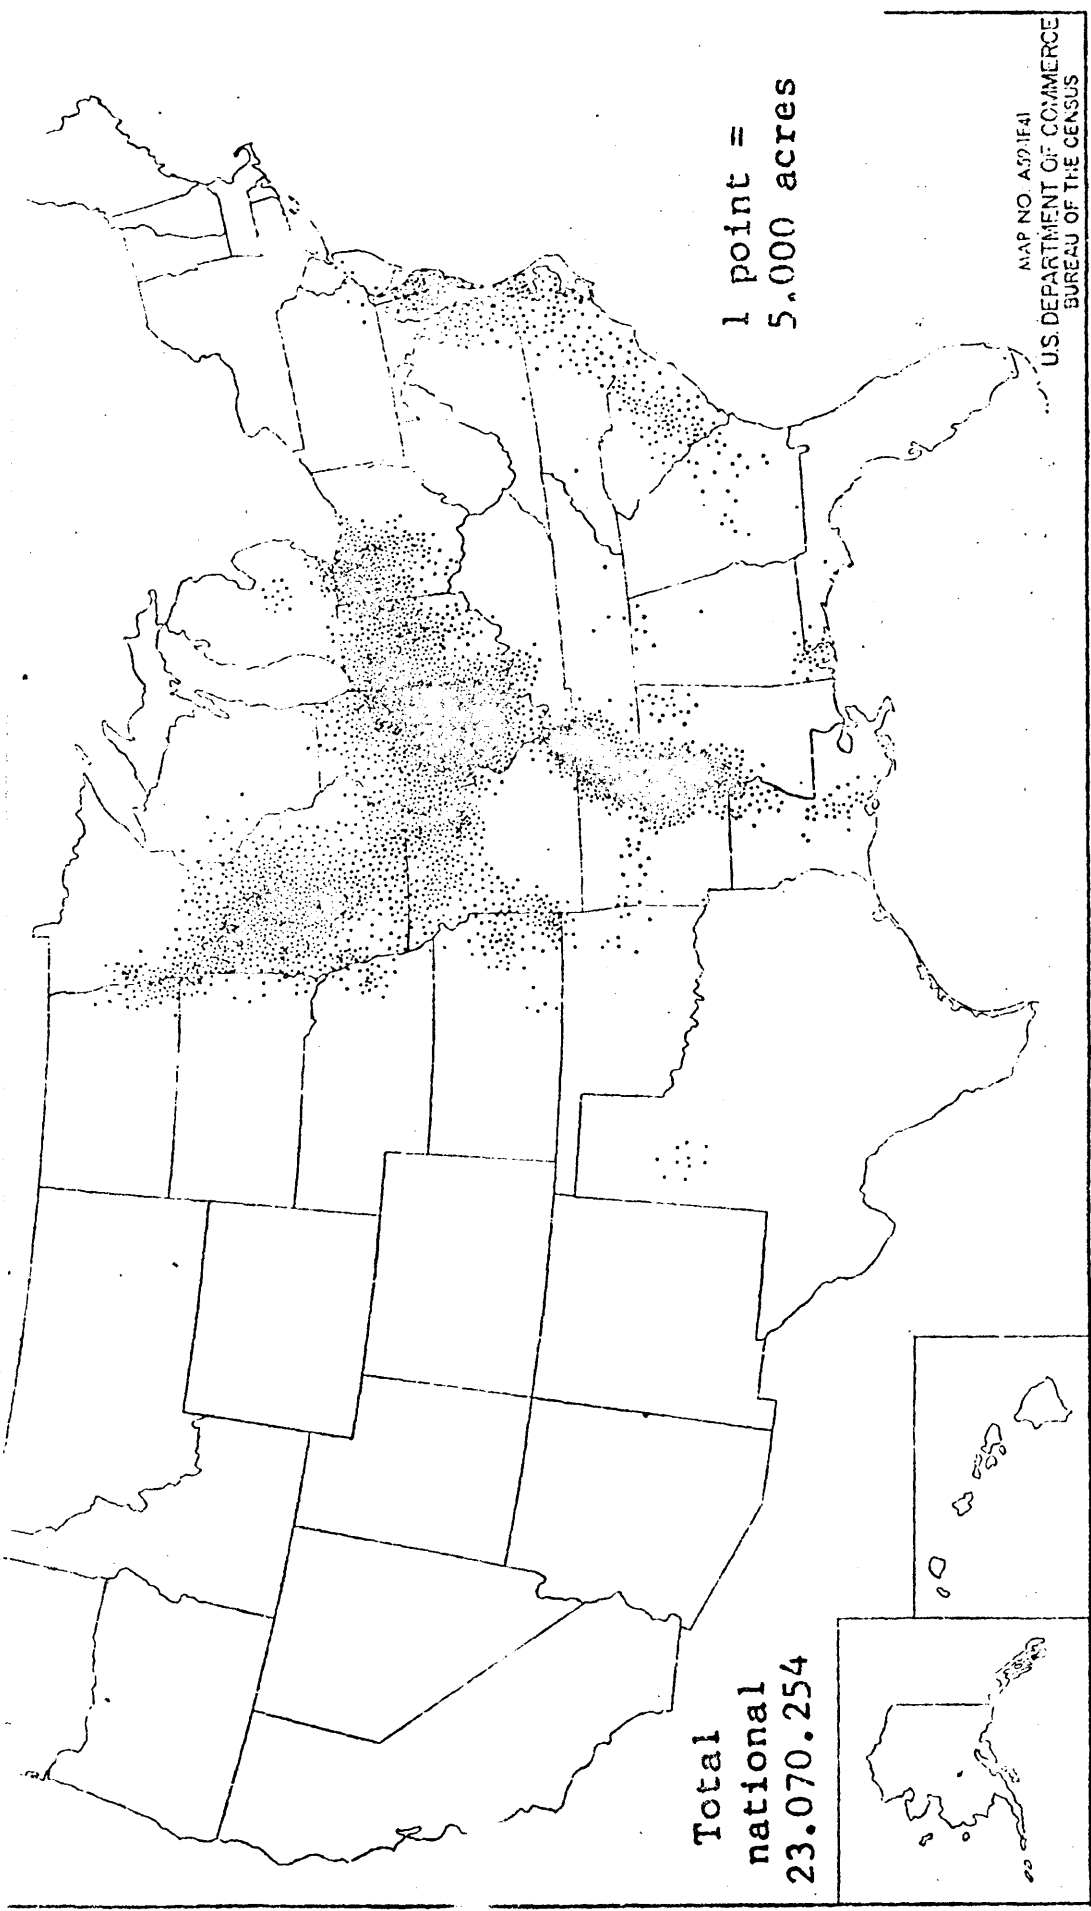 Total
national
23.070.254
1 point =
5.000 acres
MAP NO. A59-1F41
U.S. DEPARTMENT OF COMMERCE
BUREAU OF THE CENSUS